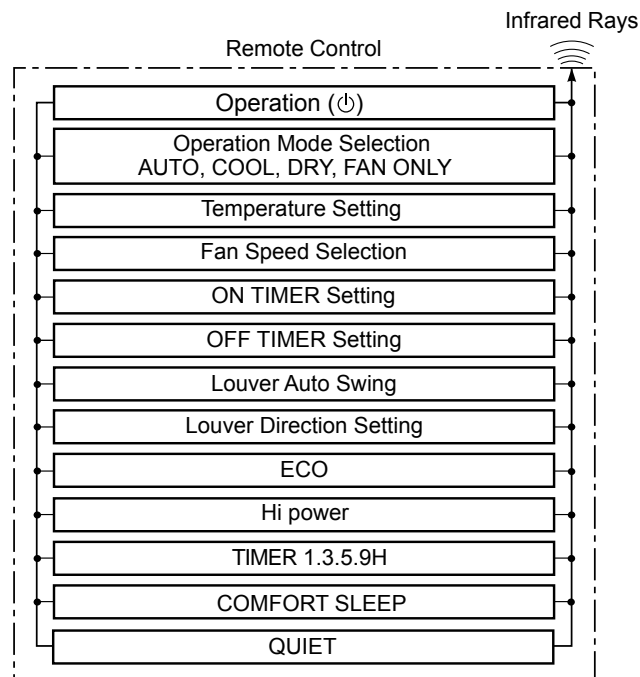 Infrared Rays
Remote Control
Operation (⏻)
Operation Mode Selection
AUTO, COOL, DRY, FAN ONLY
Temperature Setting
Fan Speed Selection
ON TIMER Setting
OFF TIMER Setting
Louver Auto Swing
Louver Direction Setting
ECO
Hi power
TIMER 1.3.5.9H
COMFORT SLEEP
QUIET